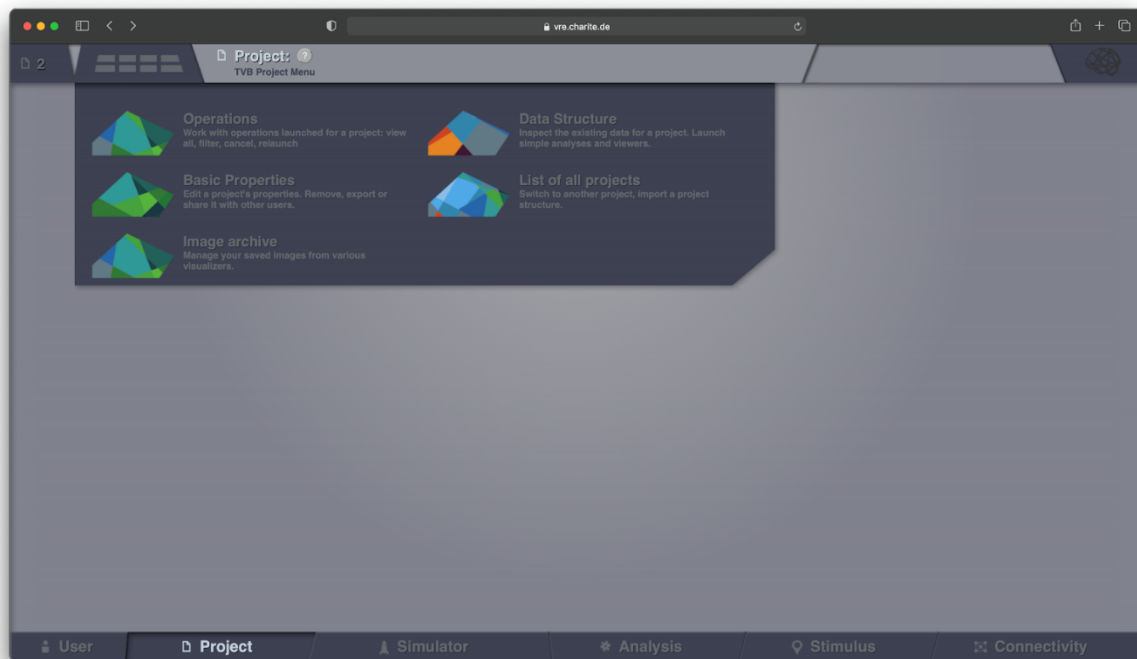 vre.charite.de
2
Project: ?
TVB Project Menu
Operations
Work with operations launched for a project: view
all, filter, cancel, relaunch
Data Structure
Inspect the existing data for a project. Launch
simple analyses and viewers.
Basic Properties
Edit a project's properties. Remove, export or
share it with other users.
List of all projects
Switch to another project, import a project
structure.
Image archive
Manage your saved images from various
visualizers.
User Project Simulator Analysis Stimulus Connectivity